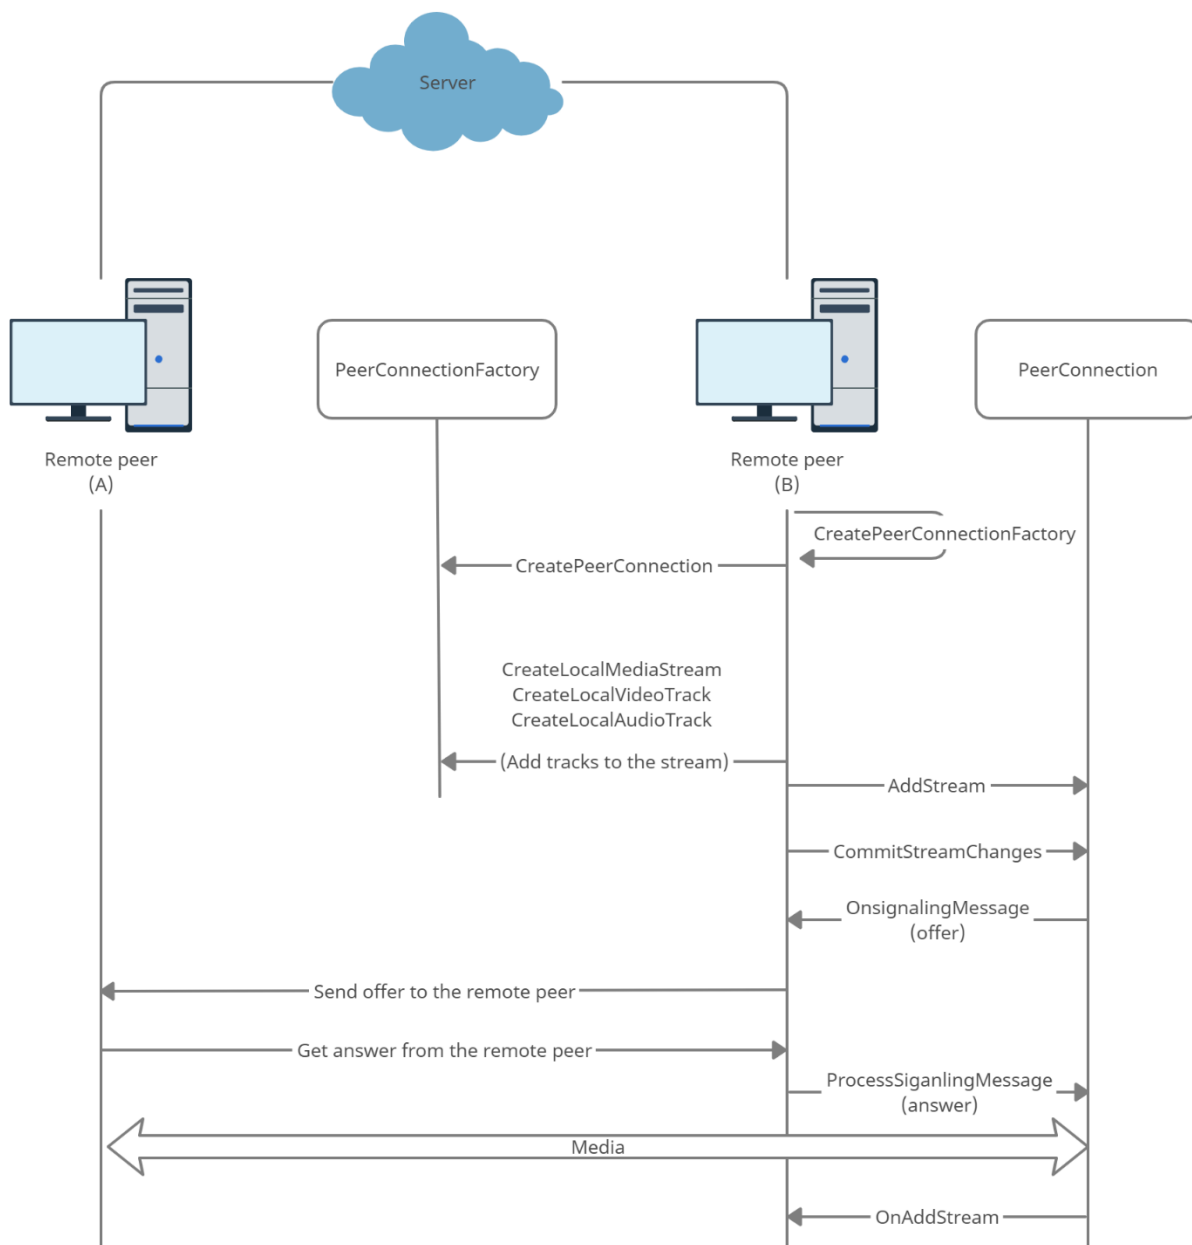 Server
PeerConnectionFactory
PeerConnection
Remote peer
(A)
Remote peer
(B)
CreatePeerConnectionFactory
CreatePeerConnection
CreateLocalMediaStream
CreateLocalVideoTrack
CreateLocalAudioTrack
(Add tracks to the stream)
AddStream
CommitStreamChanges
OnsignalingMessage
(offer)
Send offer to the remote peer
Get answer from the remote peer
ProcessSiganlingMessage
(answer)
Media
OnAddStream